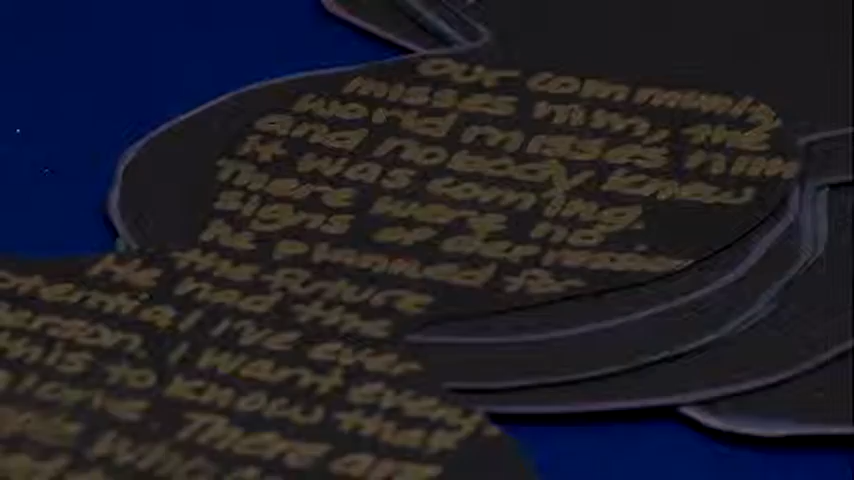 our community
misses him, the
world misses him
and nobody knew
it was coming.
There were no
signs of depression.
He planned for
the future
He had the
potential I've ever
person. I want every
this to know that
alone. There are
who